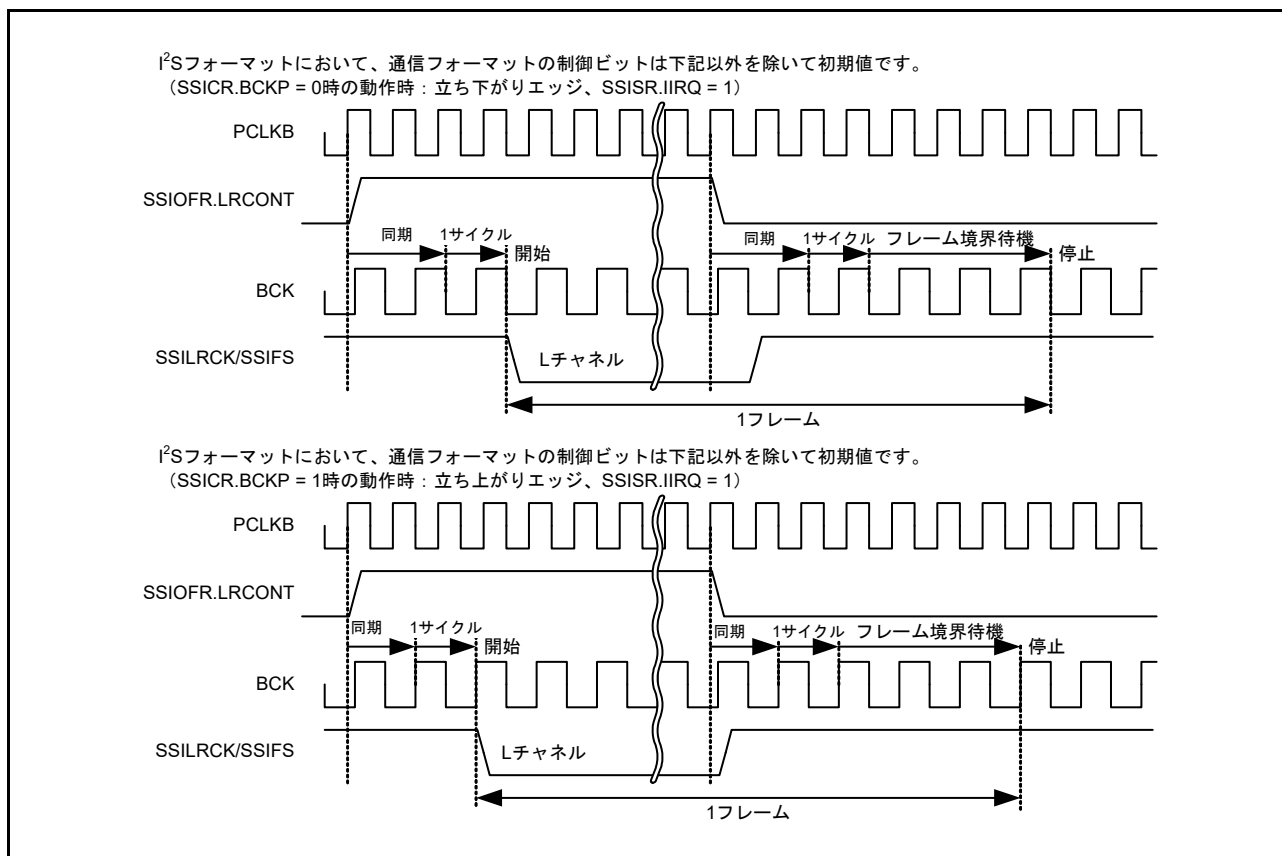 I²Sフォーマットにおいて、通信フォーマットの制御ビットは下記以外を除いて初期値です。
（SSICR.BCKP = 0時の動作時：立ち下がりエッジ、SSISR.IIRQ = 1）
PCLKB
SSIOFR.LRCONT
同期 1サイクル 開始 同期 1サイクル フレーム境界待機 停止
BCK
SSILRCK/SSIFS Lチャネル
1フレーム
I²Sフォーマットにおいて、通信フォーマットの制御ビットは下記以外を除いて初期値です。
（SSICR.BCKP = 1時の動作時：立ち上がりエッジ、SSISR.IIRQ = 1）
PCLKB
SSIOFR.LRCONT
同期 1サイクル 開始 同期 1サイクル フレーム境界待機 停止
BCK
SSILRCK/SSIFS Lチャネル
1フレーム